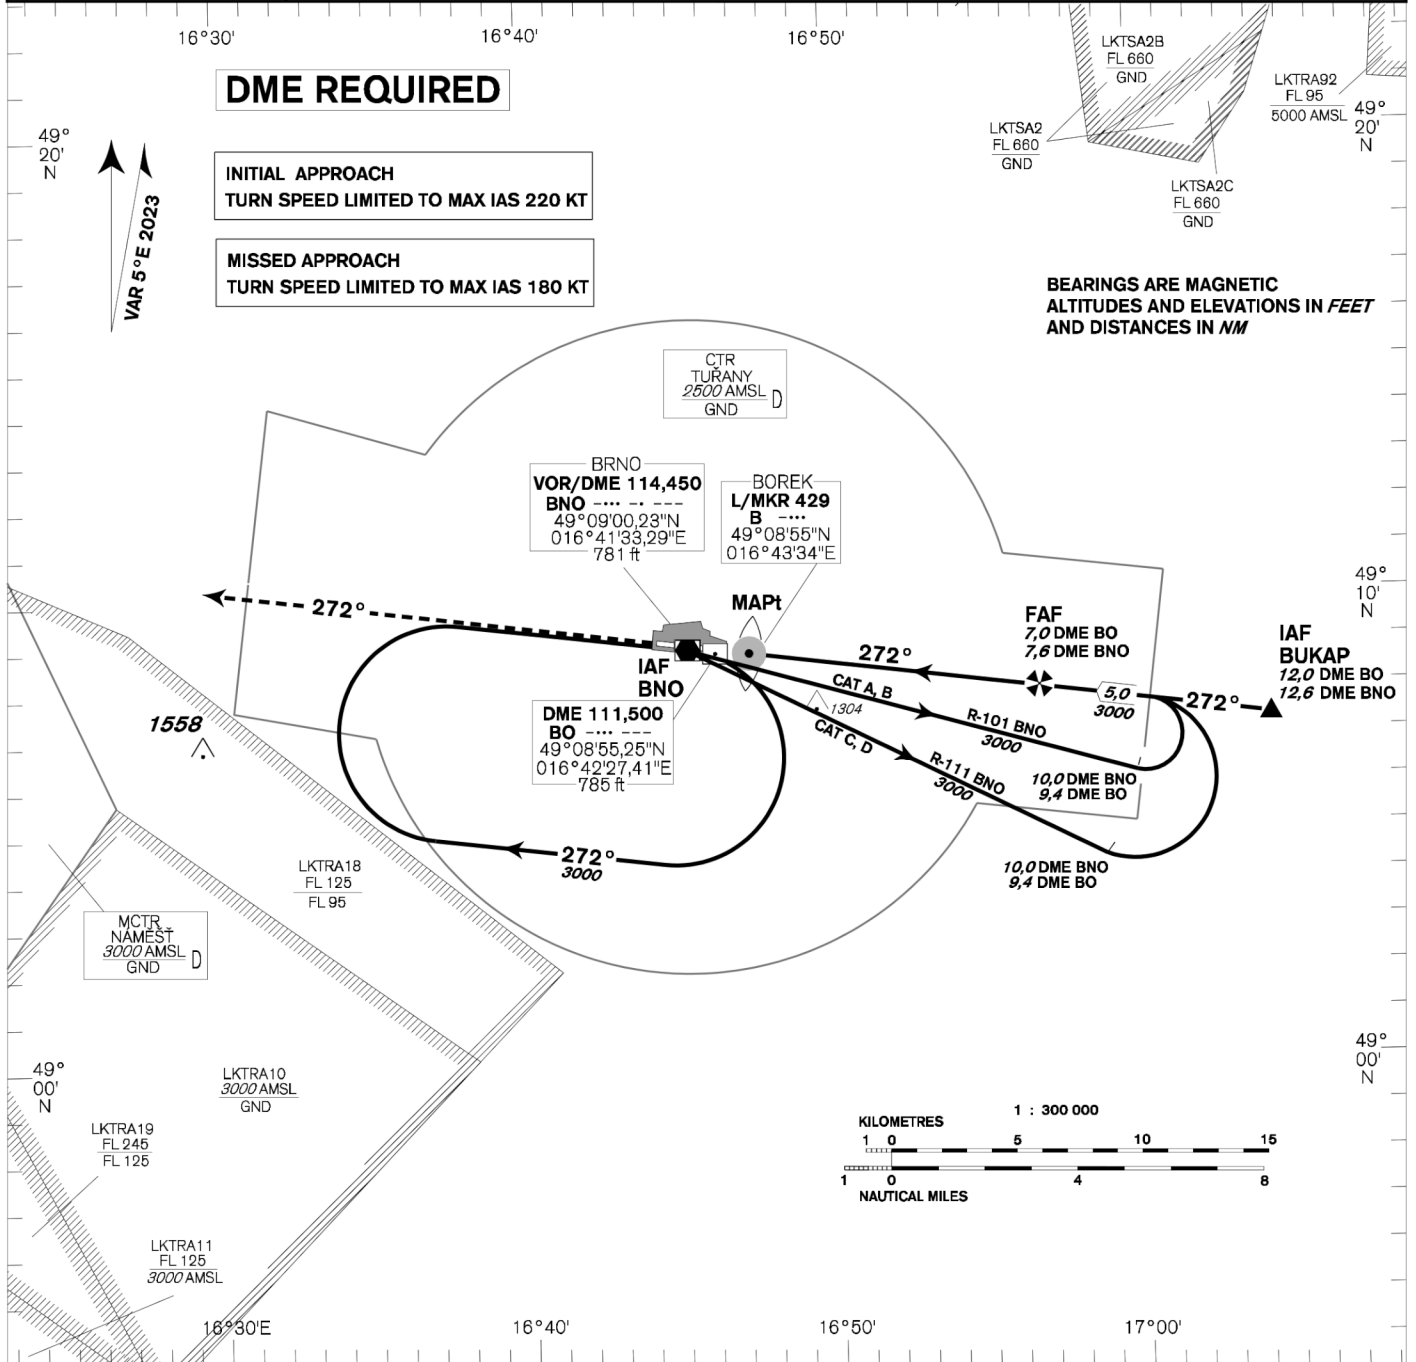 16°30'
16°40'
16°50'
DME REQUIRED
INITIAL APPROACH
TURN SPEED LIMITED TO MAX IAS 220 KT
MISSED APPROACH
TURN SPEED LIMITED TO MAX IAS 180 KT
49°
20'
N
VAR 5°E 2023
LKTSA2B
FL 660
GND
LKTSA2
FL 660
GND
LKTSA2C
FL 660
GND
LKTRA92
FL 95
5000 AMSL
49°
20'
N
BEARINGS ARE MAGNETIC
ALTITUDES AND ELEVATIONS IN FEET
AND DISTANCES IN NM
CTR
TUŘANY
2500 AMSL
GND
D
BRNO
VOR/DME 114,450
BNO -··· -· ---
49°09'00,23"N
016°41'33,29"E
781 ft
BOREK
L/MKR 429
B -···
49°08'55"N
016°43'34"E
49°
10'
N
272°
MAPt
IAF
BNO
272°
FAF
7,0 DME BO
7,6 DME BNO
IAF
BUKAP
12,0 DME BO
12,6 DME BNO
5,0
3000
272°
CAT A, B
R-101 BNO
3000
1304
CAT C, D
R-111 BNO
3000
10,0 DME BNO
9,4 DME BO
10,0 DME BNO
9,4 DME BO
DME 111,500
BO -··· ---
49°08'55,25"N
016°42'27,41"E
785 ft
1558
272°
3000
LKTRA18
FL 125
FL 95
MCTR
NÁMĚŠŤ
3000 AMSL
GND
D
49°
00'
N
LKTRA10
3000 AMSL
GND
LKTRA19
FL 245
FL 125
LKTRA11
FL 125
3000 AMSL
49°
00'
N
1 : 300 000
KILOMETRES
1 0 5 10 15
1 0 4 8
NAUTICAL MILES
16°30'E
16°40'
16°50'
17°00'